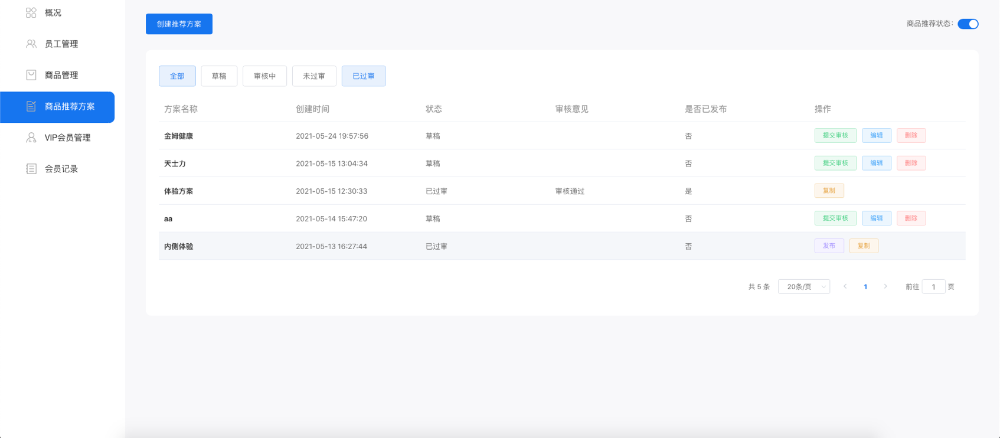 概况
员工管理
商品管理
商品推荐方案
VIP会员管理
会员记录
创建推荐方案
商品推荐状态：
全部 草稿 审核中 未过审 已过审
方案名称 创建时间 状态 审核意见 是否已发布 操作
金姆健康 2021-05-24 19:57:56 草稿 否 提交审核 编辑 删除
天士力 2021-05-15 13:04:34 草稿 否 提交审核 编辑 删除
体验方案 2021-05-15 12:30:33 已过审 审核通过 是 复制
aa 2021-05-14 15:47:20 草稿 否 提交审核 编辑 删除
内侧体验 2021-05-13 16:27:44 已过审 否 发布 复制
共 5 条 20条/页 1 前往 1 页